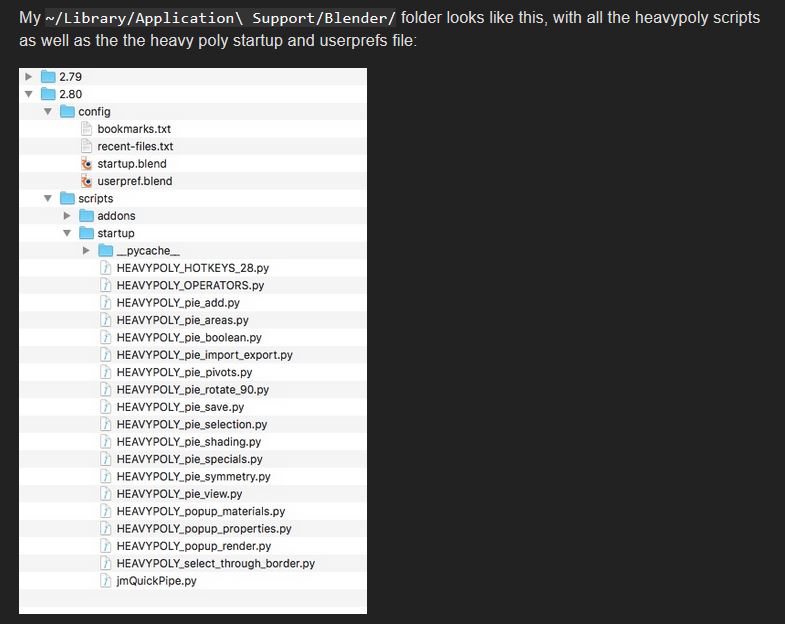 My ~/Library/Application\ Support/Blender/ folder looks like this, with all the heavypoly scripts
as well as the the heavy poly startup and userprefs file:
2.79
2.80
config
bookmarks.txt
recent-files.txt
startup.blend
userpref.blend
scripts
addons
startup
__pycache__
HEAVYPOLY_HOTKEYS_28.py
HEAVYPOLY_OPERATORS.py
HEAVYPOLY_pie_add.py
HEAVYPOLY_pie_areas.py
HEAVYPOLY_pie_boolean.py
HEAVYPOLY_pie_import_export.py
HEAVYPOLY_pie_pivots.py
HEAVYPOLY_pie_rotate_90.py
HEAVYPOLY_pie_save.py
HEAVYPOLY_pie_selection.py
HEAVYPOLY_pie_shading.py
HEAVYPOLY_pie_specials.py
HEAVYPOLY_pie_symmetry.py
HEAVYPOLY_pie_view.py
HEAVYPOLY_popup_materials.py
HEAVYPOLY_popup_properties.py
HEAVYPOLY_popup_render.py
HEAVYPOLY_select_through_border.py
jmQuickPipe.py